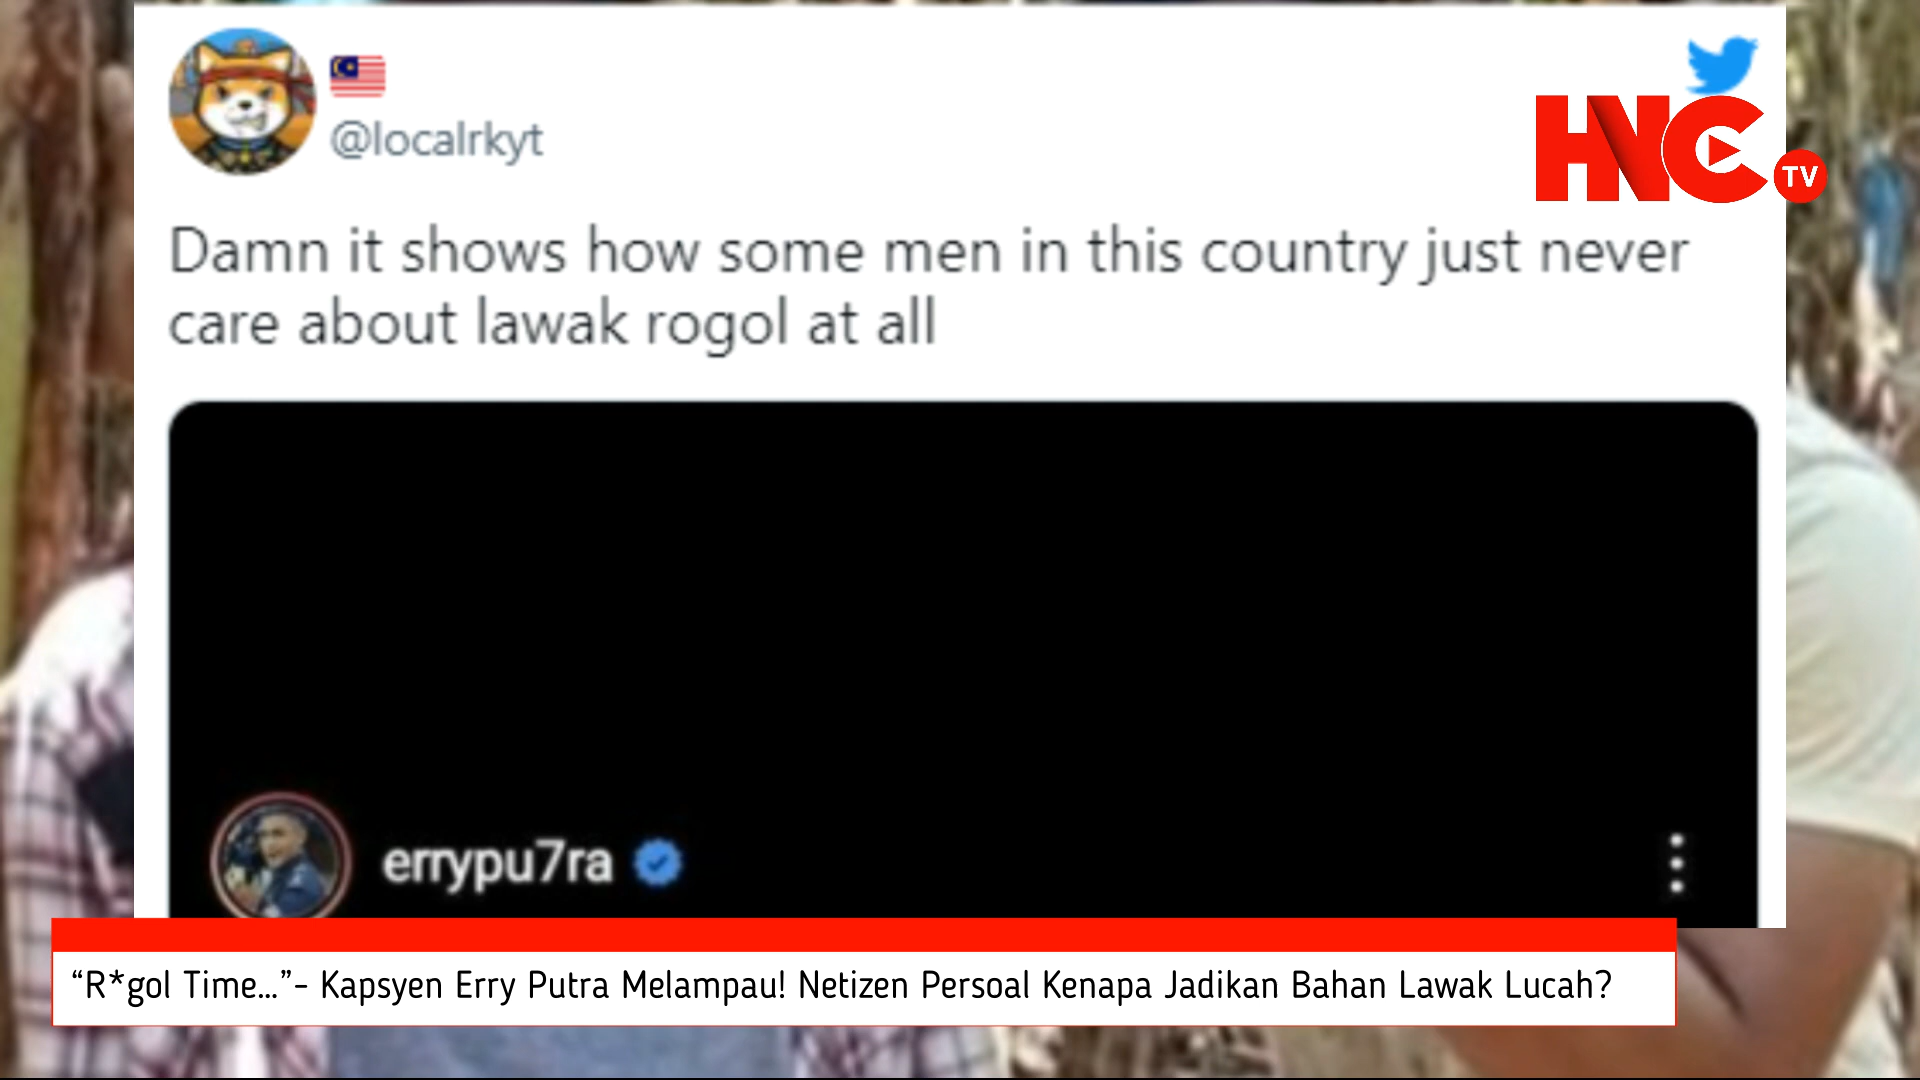 @localrkyt
HNC TV
Damn it shows how some men in this country just never
care about lawak rogol at all
errypu7ra
“R*gol Time...”- Kapsyen Erry Putra Melampau! Netizen Persoal Kenapa Jadikan Bahan Lawak Lucah?